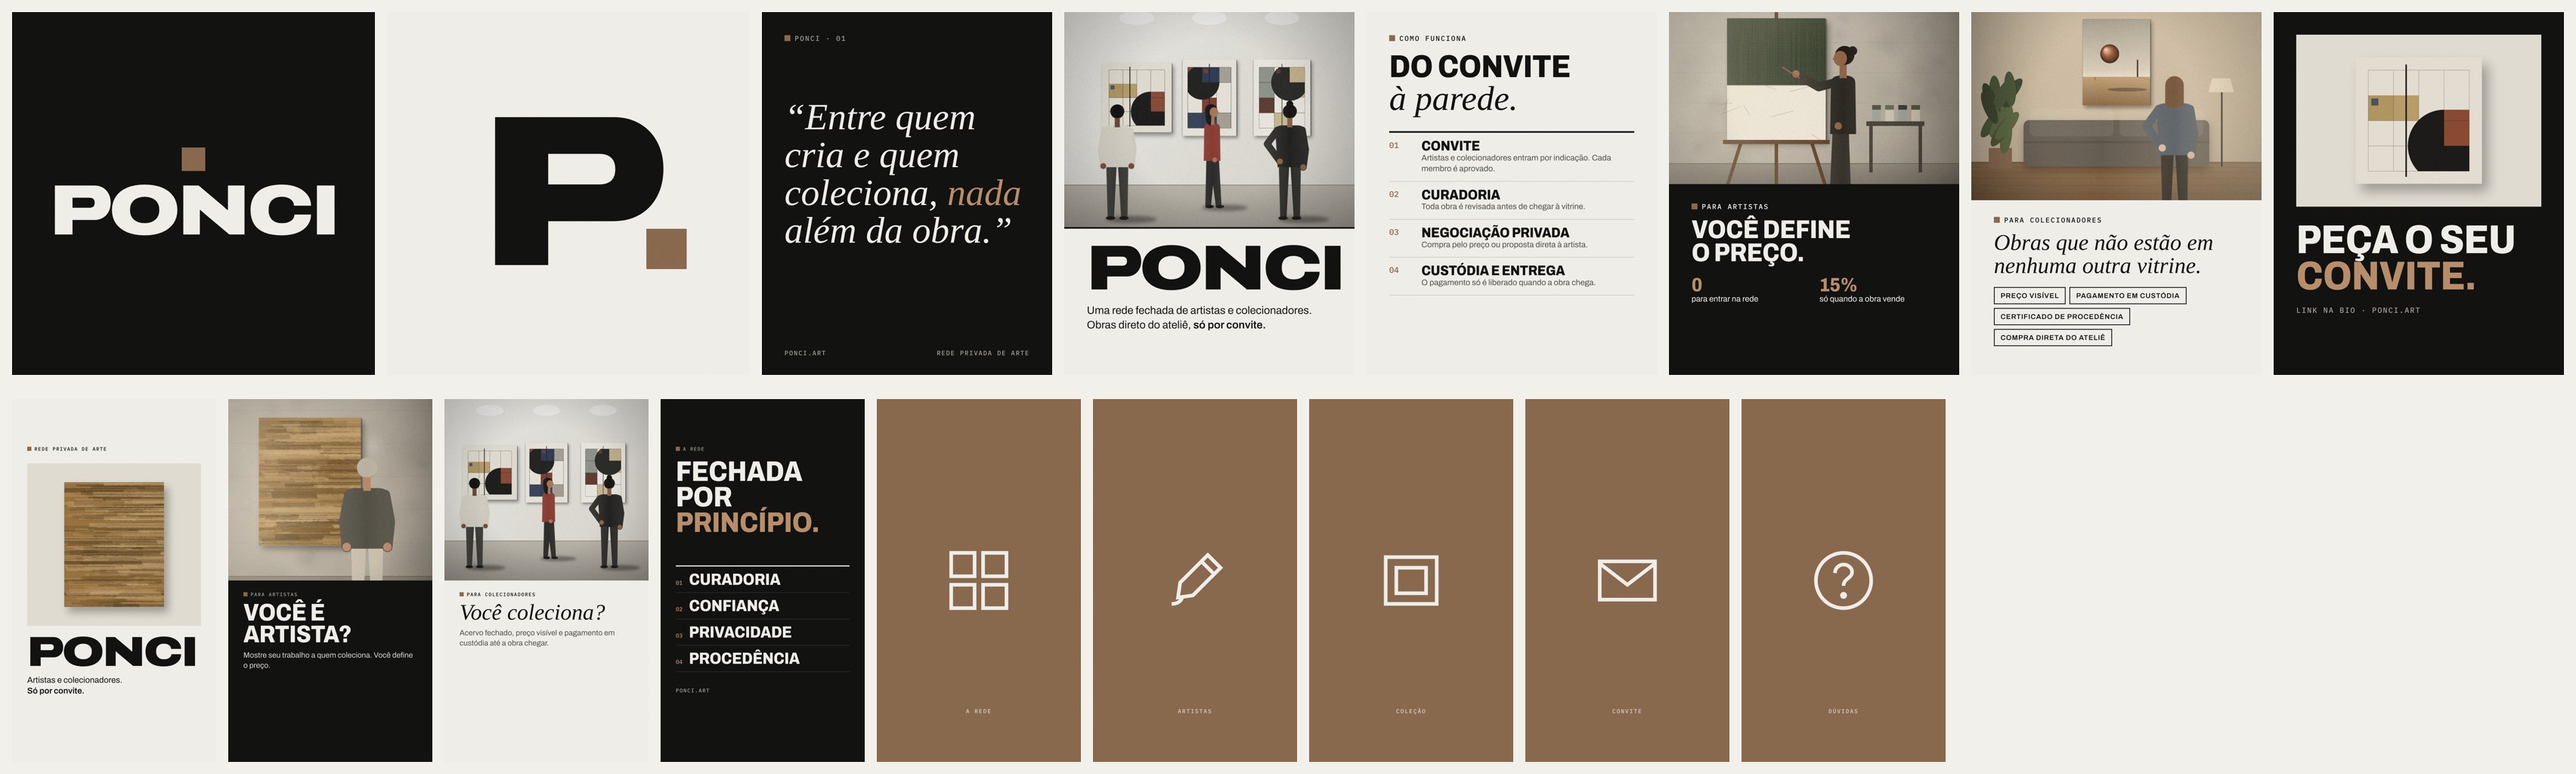 PONCI
P.
PONCI · 01
“Entre quem
cria e quem
coleciona, nada
além da obra.”
PONCI.ART
REDE PRIVADA DE ARTE
PONCI
Uma rede fechada de artistas e colecionadores.
Obras direto do ateliê, só por convite.
COMO FUNCIONA
DO CONVITE
à parede.
01 CONVITE
Artistas e colecionadores entram por indicação. Cada
membro é aprovado.
02 CURADORIA
Toda obra é revisada antes de chegar à vitrine.
03 NEGOCIAÇÃO PRIVADA
Compra pelo preço ou proposta direta à artista.
04 CUSTÓDIA E ENTREGA
O pagamento só é liberado quando a obra chega.
PARA ARTISTAS
VOCÊ DEFINE
O PREÇO.
0
para entrar na rede
15%
só quando a obra vende
PARA COLECIONADORES
Obras que não estão em
nenhuma outra vitrine.
PREÇO VISÍVEL
PAGAMENTO EM CUSTÓDIA
CERTIFICADO DE PROCEDÊNCIA
COMPRA DIRETA DO ATELIÊ
PEÇA O SEU
CONVITE.
LINK NA BIO · PONCI.ART
REDE PRIVADA DE ARTE
PONCI
Artistas e colecionadores.
Só por convite.
PARA ARTISTAS
VOCÊ É
ARTISTA?
Mostre seu trabalho a quem coleciona. Você define
o preço.
PARA COLECIONADORES
Você coleciona?
Acervo fechado, preço visível e pagamento em
custódia até a obra chegar.
A REDE
FECHADA
POR
PRINCÍPIO.
01 CURADORIA
02 CONFIANÇA
03 PRIVACIDADE
04 PROCEDÊNCIA
PONCI.ART
A REDE
ARTISTAS
COLEÇÃO
CONVITE
DÚVIDAS